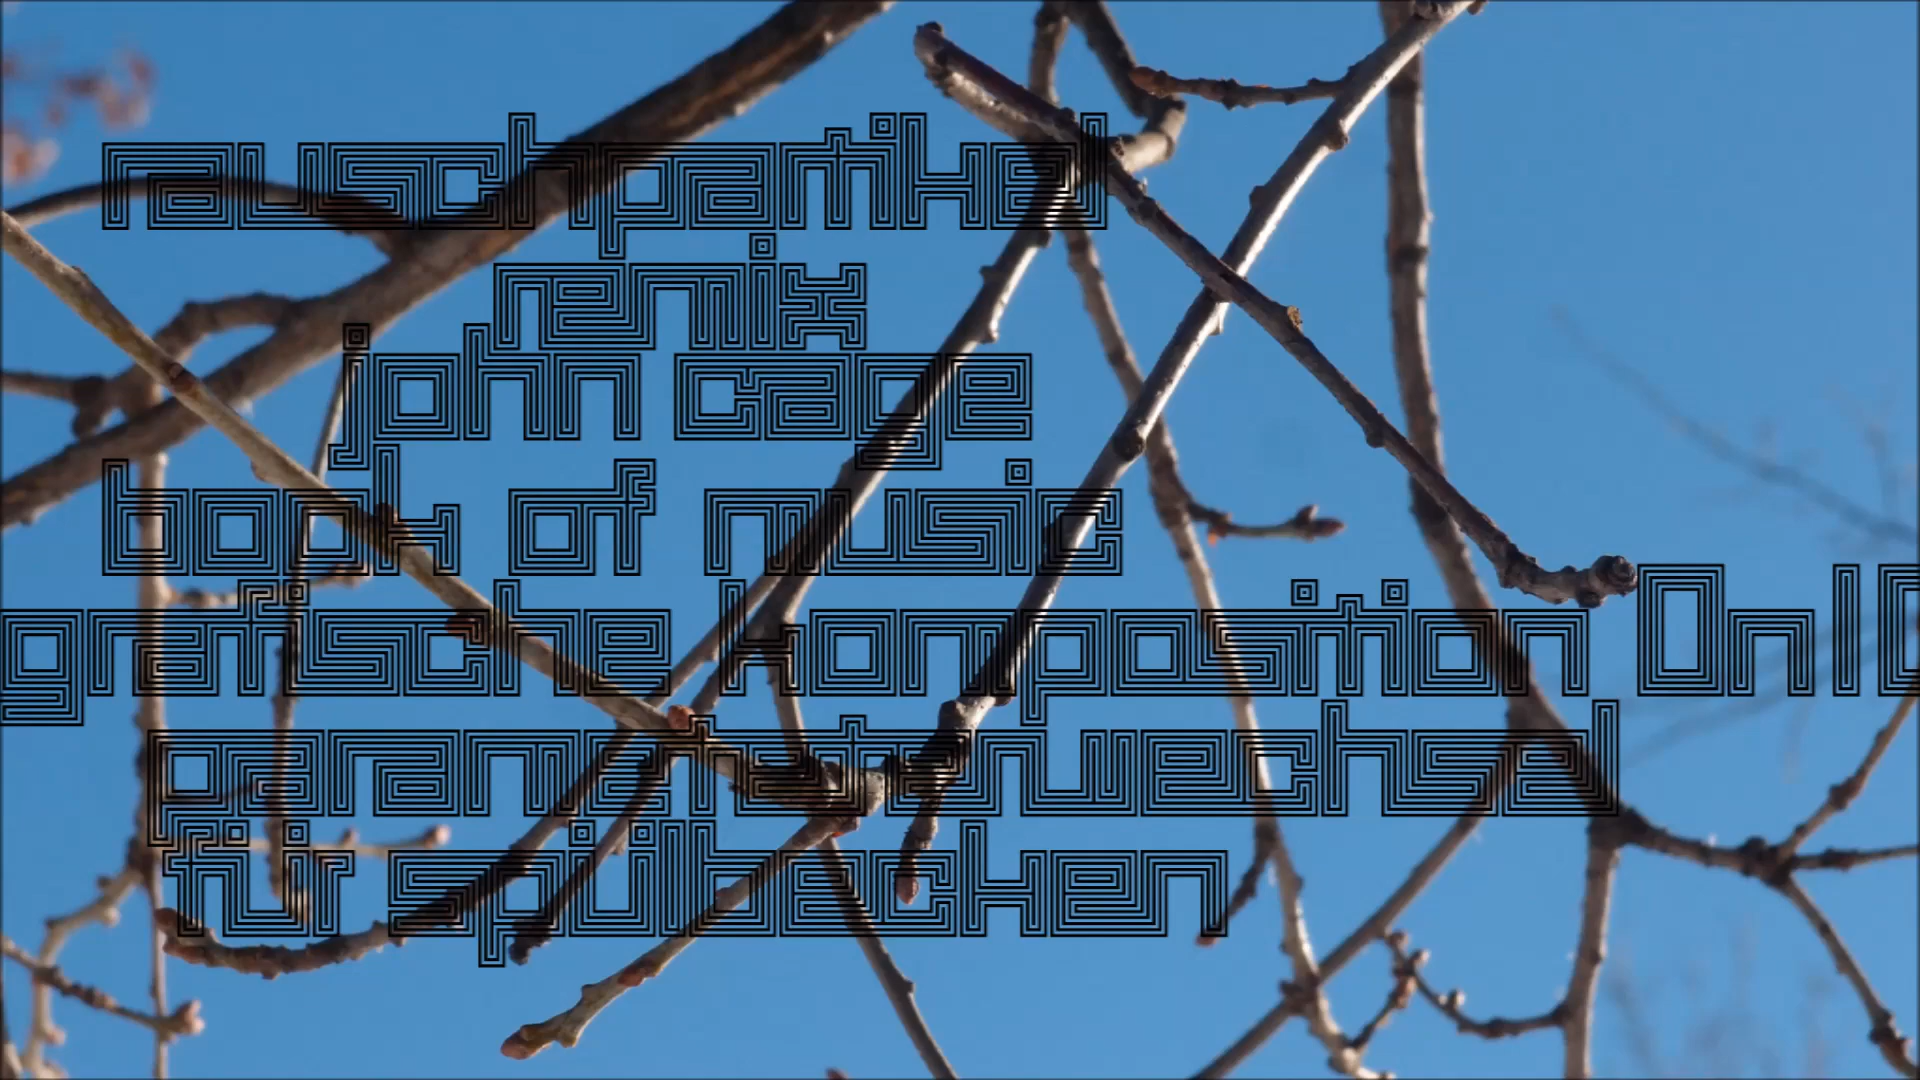 rauschpartikel
remix
john cage
book of music
grafische komposition 0n10
parameterwechsel
für spülbecken